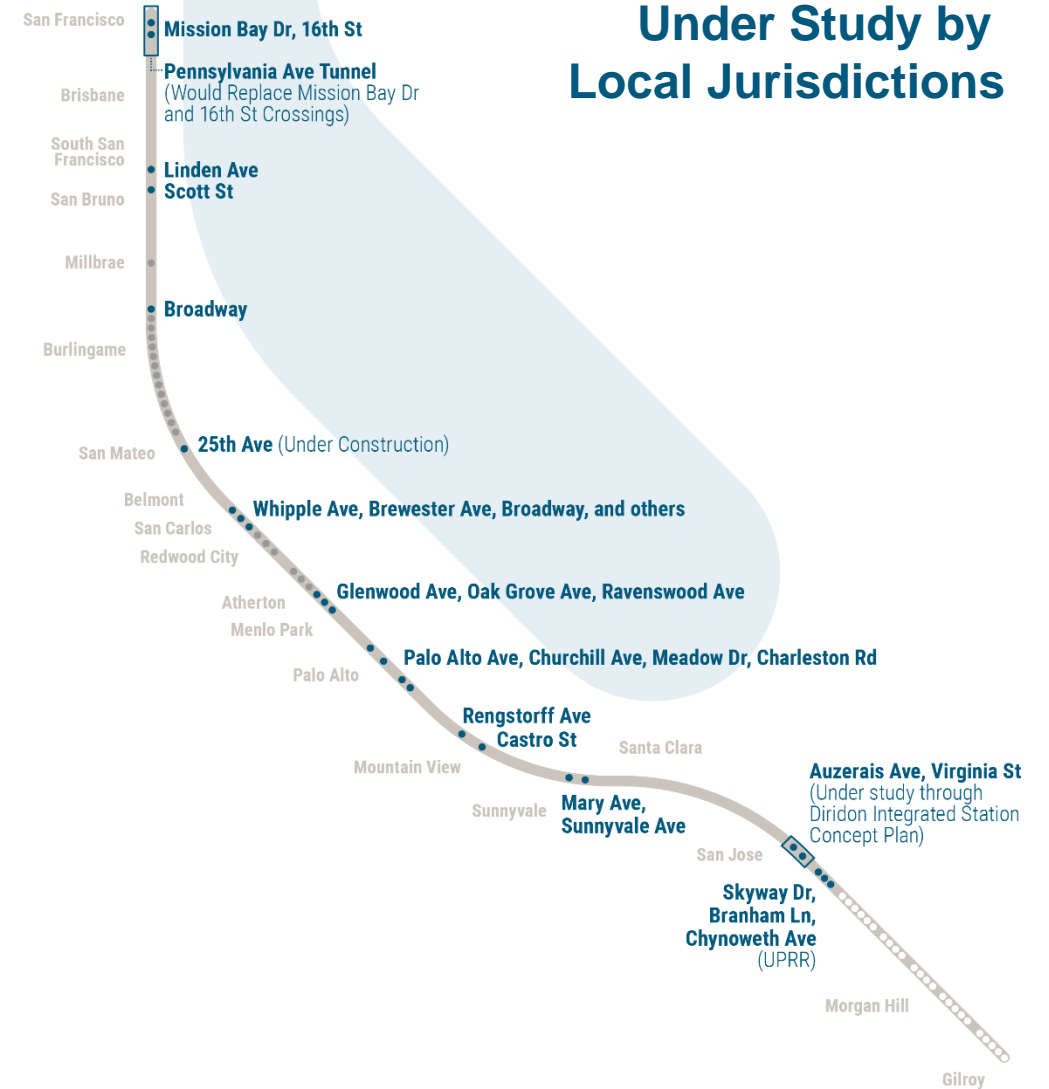 Under Study by
Local Jurisdictions
San Francisco
Mission Bay Dr, 16th St
Pennsylvania Ave Tunnel
(Would Replace Mission Bay Dr
and 16th St Crossings)
Brisbane
South San
Francisco
Linden Ave
Scott St
San Bruno
Millbrae
Broadway
Burlingame
25th Ave (Under Construction)
San Mateo
Belmont
Whipple Ave, Brewester Ave, Broadway, and others
San Carlos
Redwood City
Glenwood Ave, Oak Grove Ave, Ravenswood Ave
Atherton
Menlo Park
Palo Alto Ave, Churchill Ave, Meadow Dr, Charleston Rd
Palo Alto
Rengstorff Ave
Castro St
Santa Clara
Mountain View
Auzerais Ave, Virginia St
(Under study through
Diridon Integrated Station
Concept Plan)
Sunnyvale
Mary Ave,
Sunnyvale Ave
San Jose
Skyway Dr,
Branham Ln,
Chynoweth Ave
(UPRR)
Morgan Hill
Gilroy